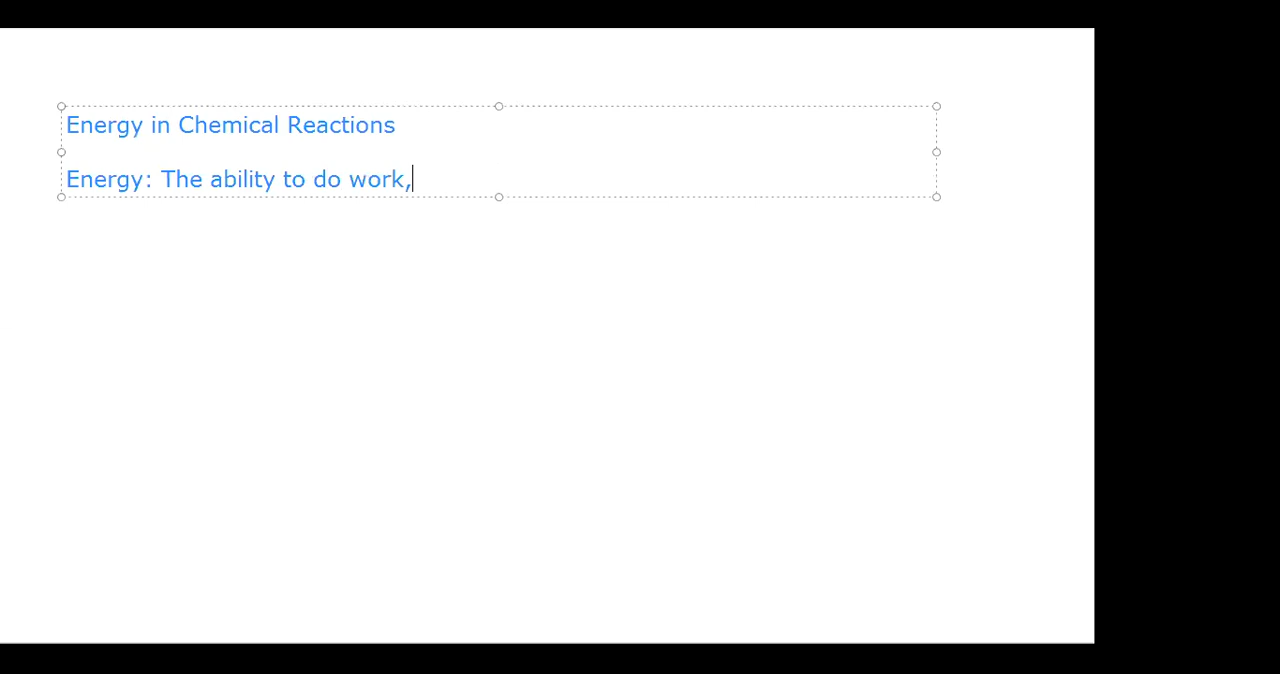 Energy in Chemical Reactions
Energy: The ability to do work,